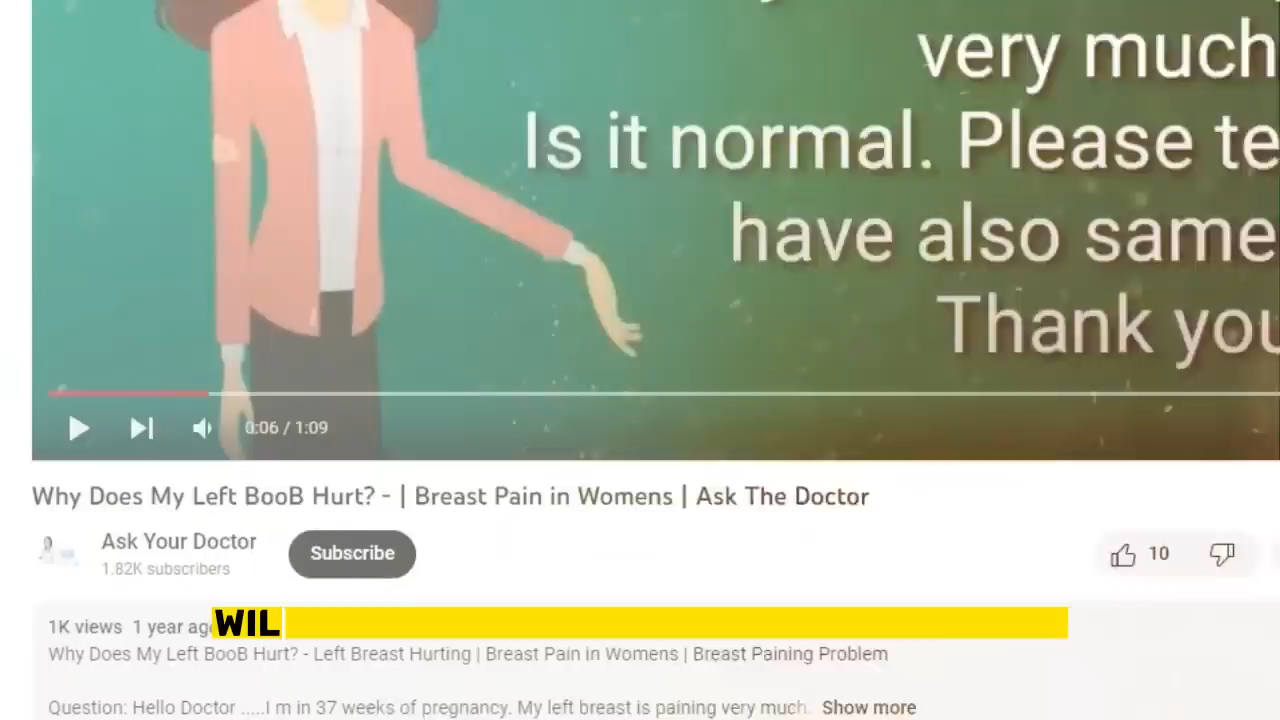 very much
Is it normal. Please te
have also same
Thank you
0:06 / 1:09
Why Does My Left BooB Hurt? - | Breast Pain in Womens | Ask The Doctor
Ask Your Doctor
1.82K subscribers
Subscribe
10
1K views 1 year ago
WIL
Why Does My Left BooB Hurt? - Left Breast Hurting | Breast Pain in Womens | Breast Paining Problem
Question: Hello Doctor .....I m in 37 weeks of pregnancy. My left breast is paining very much. Show more